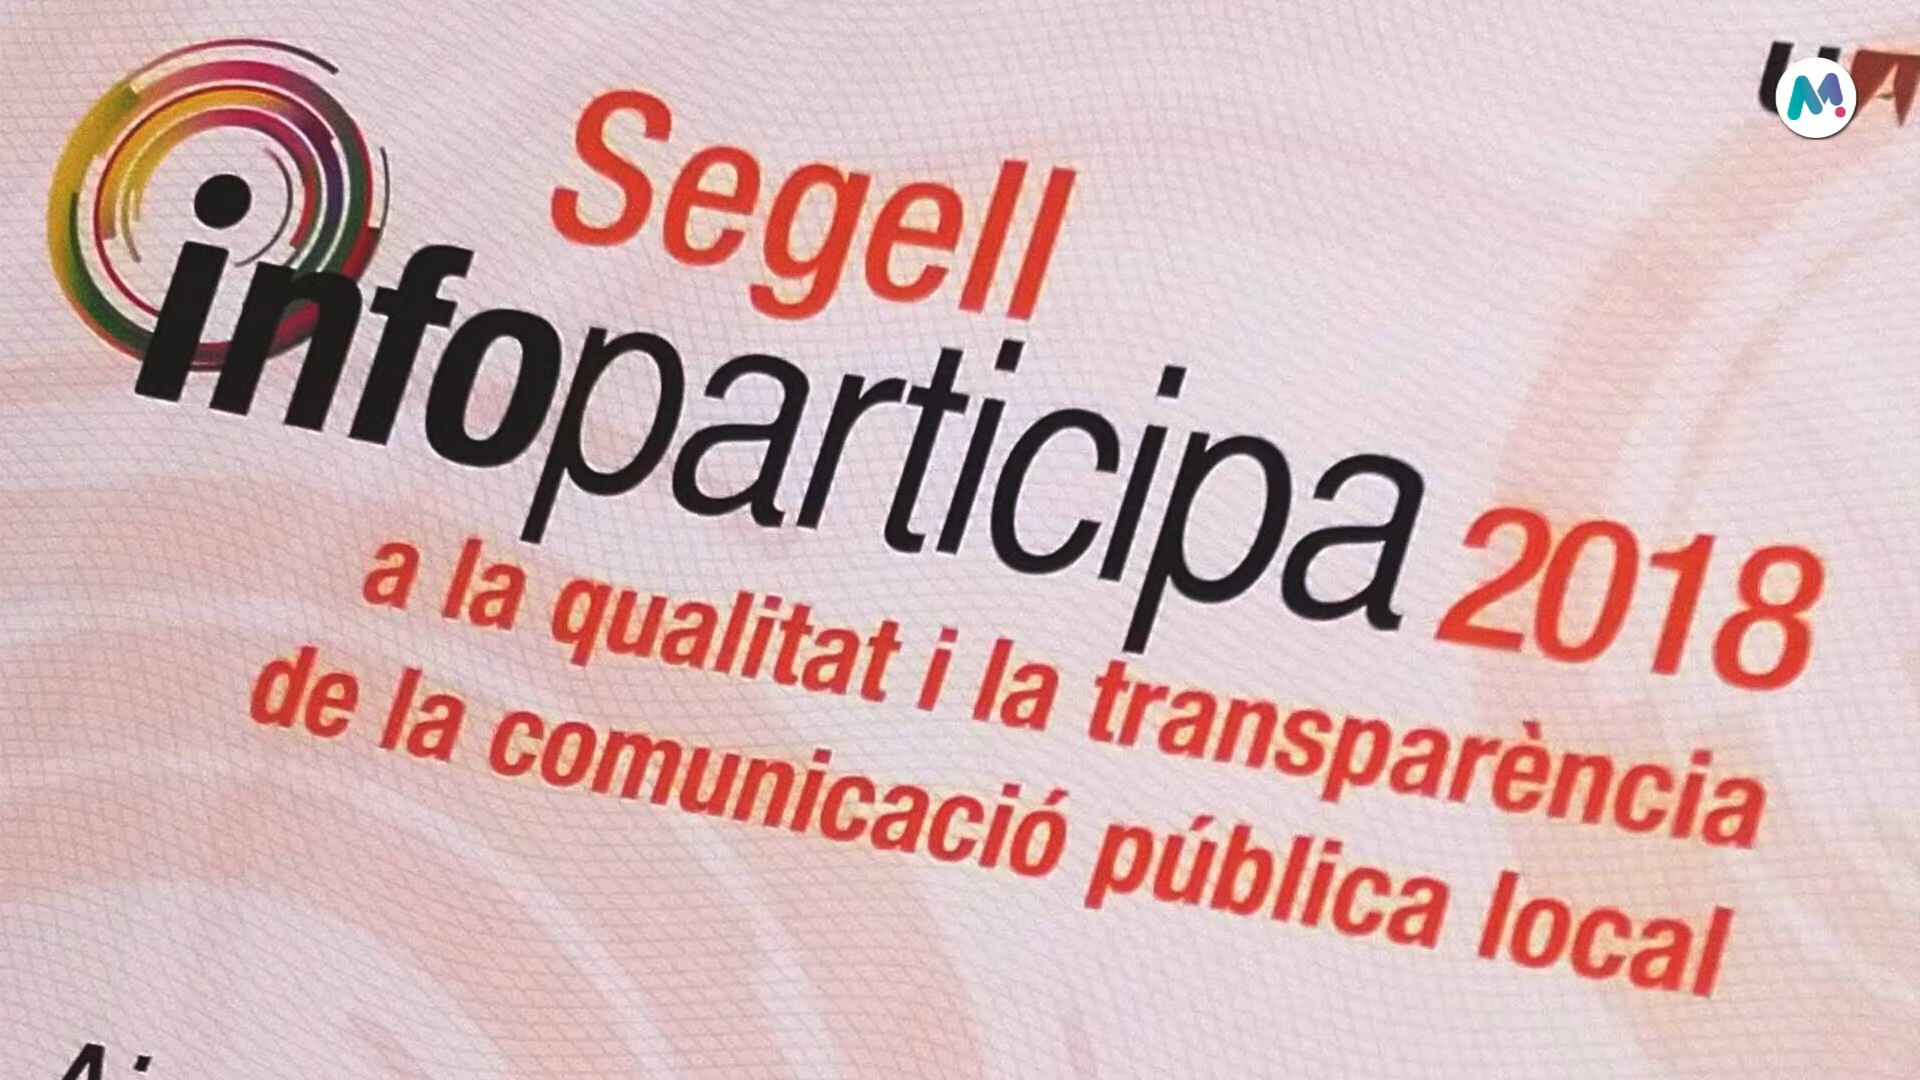 Segell
infoparticipa 2018
a la qualitat i la transparència
de la comunicació pública local